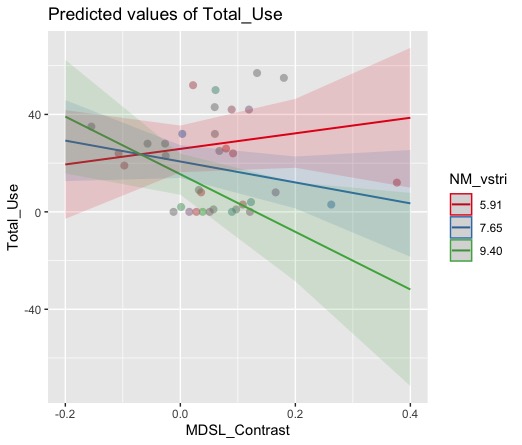 Predicted values of Total_Use
Total_Use
40
0
-40
-0.2
0.0
0.2
0.4
MDSL_Contrast
NM_vstri
5.91
7.65
9.40